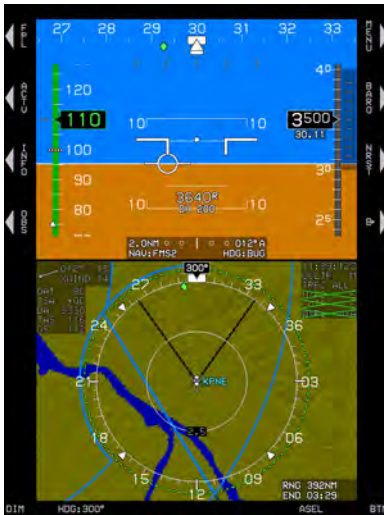 27 28 29 30 31 32 33
FPL
MENU
ACTV
BARO
INFO
NRST
OBS
120
110
100
90
80
40
3500
30.11
30
25
10 10
3640R
DH 200
10 10
2.0NM 012°A
NAV:FMS2 HDG:BUG
300°
27 33
24 36
21 03
18 06
15 12 09
KPNE
2.5
RNG 392NM
END 03:29
DIM HDG:300° ASEL